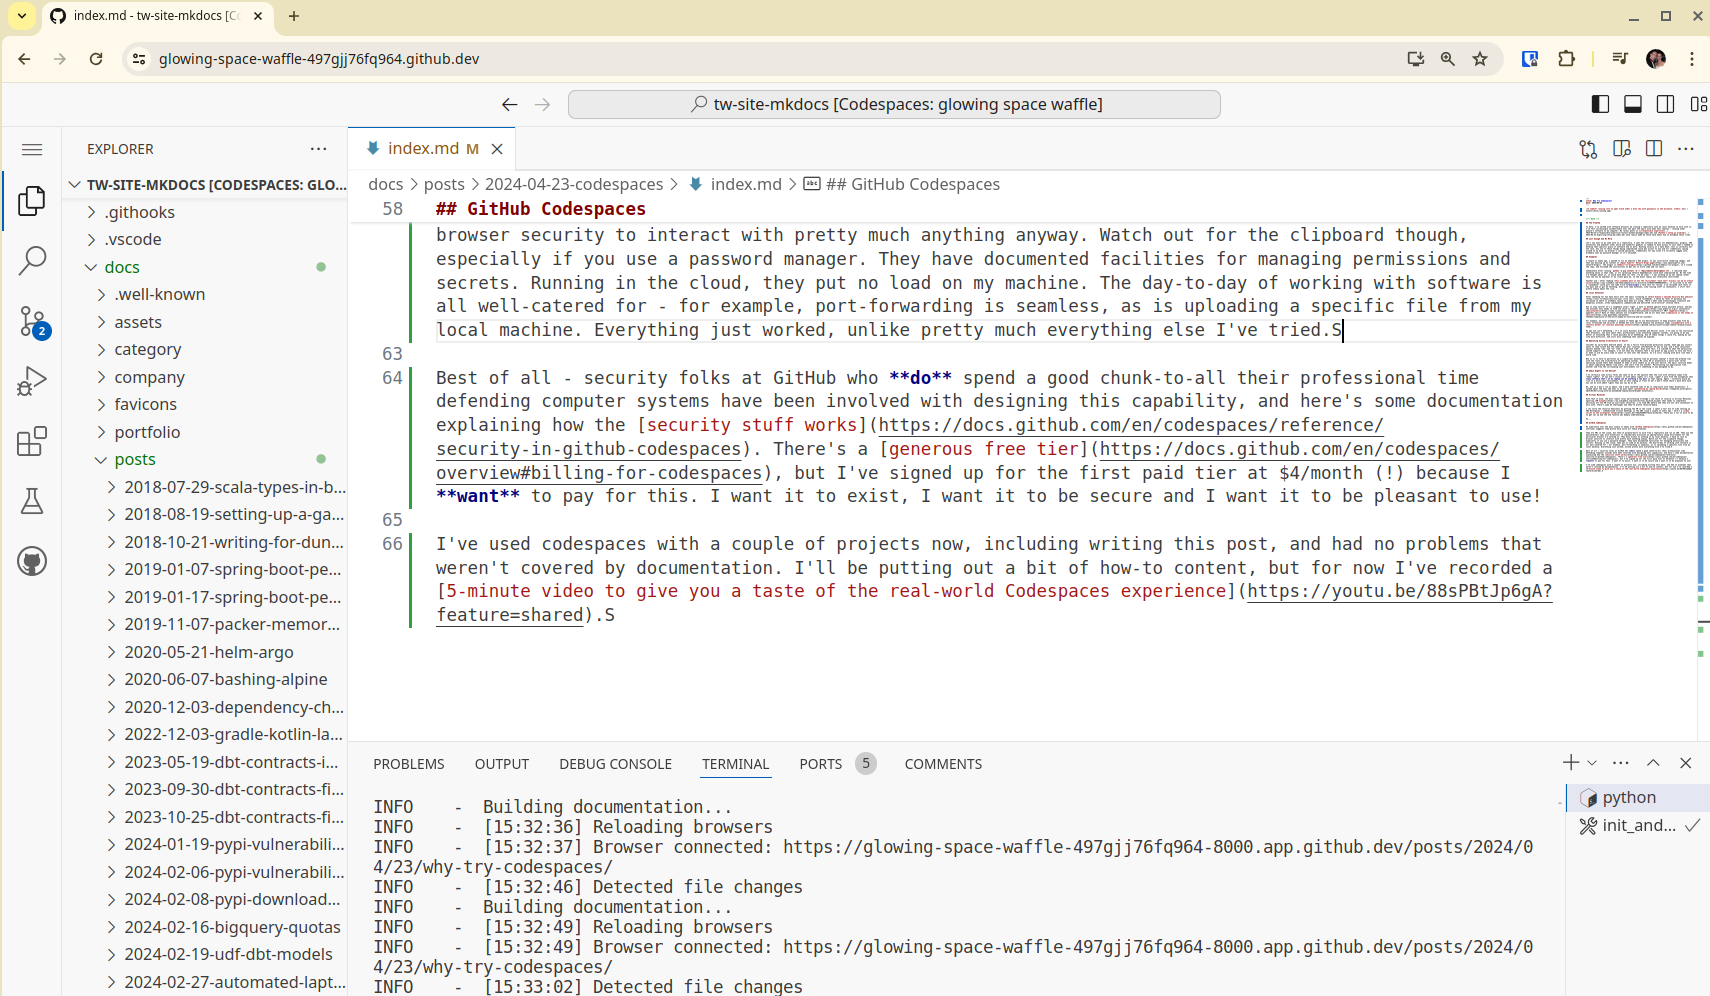 index.md - tw-site-mkdocs [Co
glowing-space-waffle-497gjj76fq964.github.dev
tw-site-mkdocs [Codespaces: glowing space waffle]
EXPLORER
TW-SITE-MKDOCS [CODESPACES: GLO...
.githooks
.vscode
docs
.well-known
assets
category
company
favicons
portfolio
posts
2018-07-29-scala-types-in-b...
2018-08-19-setting-up-a-ga...
2018-10-21-writing-for-dun...
2019-01-07-spring-boot-pe...
2019-01-17-spring-boot-pe...
2019-11-07-packer-memor...
2020-05-21-helm-argo
2020-06-07-bashing-alpine
2020-12-03-dependency-ch...
2022-12-03-gradle-kotlin-la...
2023-05-19-dbt-contracts-i...
2023-09-30-dbt-contracts-fi...
2023-10-25-dbt-contracts-fi...
2024-01-19-pypi-vulnerabili...
2024-02-06-pypi-vulnerabili...
2024-02-08-pypi-download...
2024-02-16-bigquery-quotas
2024-02-19-udf-dbt-models
2024-02-27-automated-lapt...
2
index.md M
docs > posts > 2024-04-23-codespaces > index.md > abc ## GitHub Codespaces
58 ## GitHub Codespaces
browser security to interact with pretty much anything anyway. Watch out for the clipboard though,
especially if you use a password manager. They have documented facilities for managing permissions and
secrets. Running in the cloud, they put no load on my machine. The day-to-day of working with software is
all well-catered for - for example, port-forwarding is seamless, as is uploading a specific file from my
local machine. Everything just worked, unlike pretty much everything else I've tried.S
63
64 Best of all - security folks at GitHub who **do** spend a good chunk-to-all their professional time
defending computer systems have been involved with designing this capability, and here's some documentation
explaining how the [security stuff works](https://docs.github.com/en/codespaces/reference/
security-in-github-codespaces). There's a [generous free tier](https://docs.github.com/en/codespaces/
overview#billing-for-codespaces), but I've signed up for the first paid tier at $4/month (!) because I
**want** to pay for this. I want it to exist, I want it to be secure and I want it to be pleasant to use!
65
66 I've used codespaces with a couple of projects now, including writing this post, and had no problems that
weren't covered by documentation. I'll be putting out a bit of how-to content, but for now I've recorded a
[5-minute video to give you a taste of the real-world Codespaces experience](https://youtu.be/88sPBtJp6gA?
feature=shared).S
PROBLEMS OUTPUT DEBUG CONSOLE TERMINAL PORTS 5 COMMENTS
INFO - Building documentation...
INFO - [15:32:36] Reloading browsers
INFO - [15:32:37] Browser connected: https://glowing-space-waffle-497gjj76fq964-8000.app.github.dev/posts/2024/0
4/23/why-try-codespaces/
INFO - [15:32:46] Detected file changes
INFO - Building documentation...
INFO - [15:32:49] Reloading browsers
INFO - [15:32:49] Browser connected: https://glowing-space-waffle-497gjj76fq964-8000.app.github.dev/posts/2024/0
4/23/why-try-codespaces/
INFO - [15:33:02] Detected file changes
python
init_and...